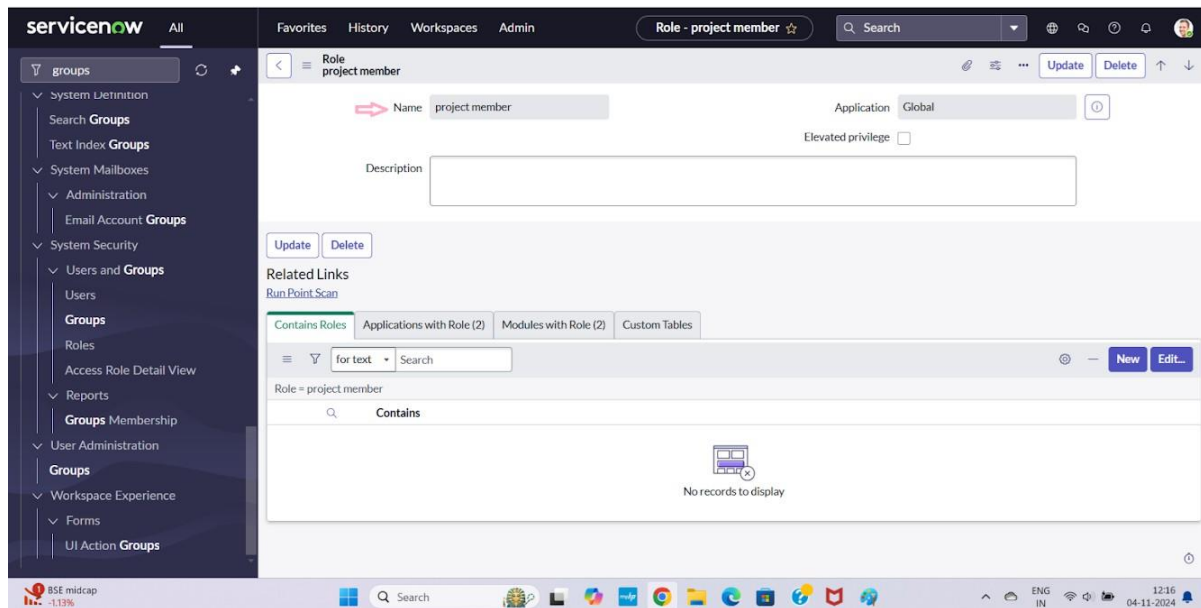 servicenow All Favorites History Workspaces Admin Role - project member Search
groups
System Definition
Search Groups
Text Index Groups
System Mailboxes
Administration
Email Account Groups
System Security
Users and Groups
Users
Groups
Roles
Access Role Detail View
Reports
Groups Membership
User Administration
Groups
Workspace Experience
Forms
UI Action Groups
Role
project member
Update Delete
Name project member Application Global
Elevated privilege
Description
Update Delete
Related Links
Run Point Scan
Contains Roles Applications with Role (2) Modules with Role (2) Custom Tables
for text Search New Edit...
Role = project member
Contains
No records to display
1 BSE midcap
-1.13%
Search
ENG
IN
12:16
04-11-2024